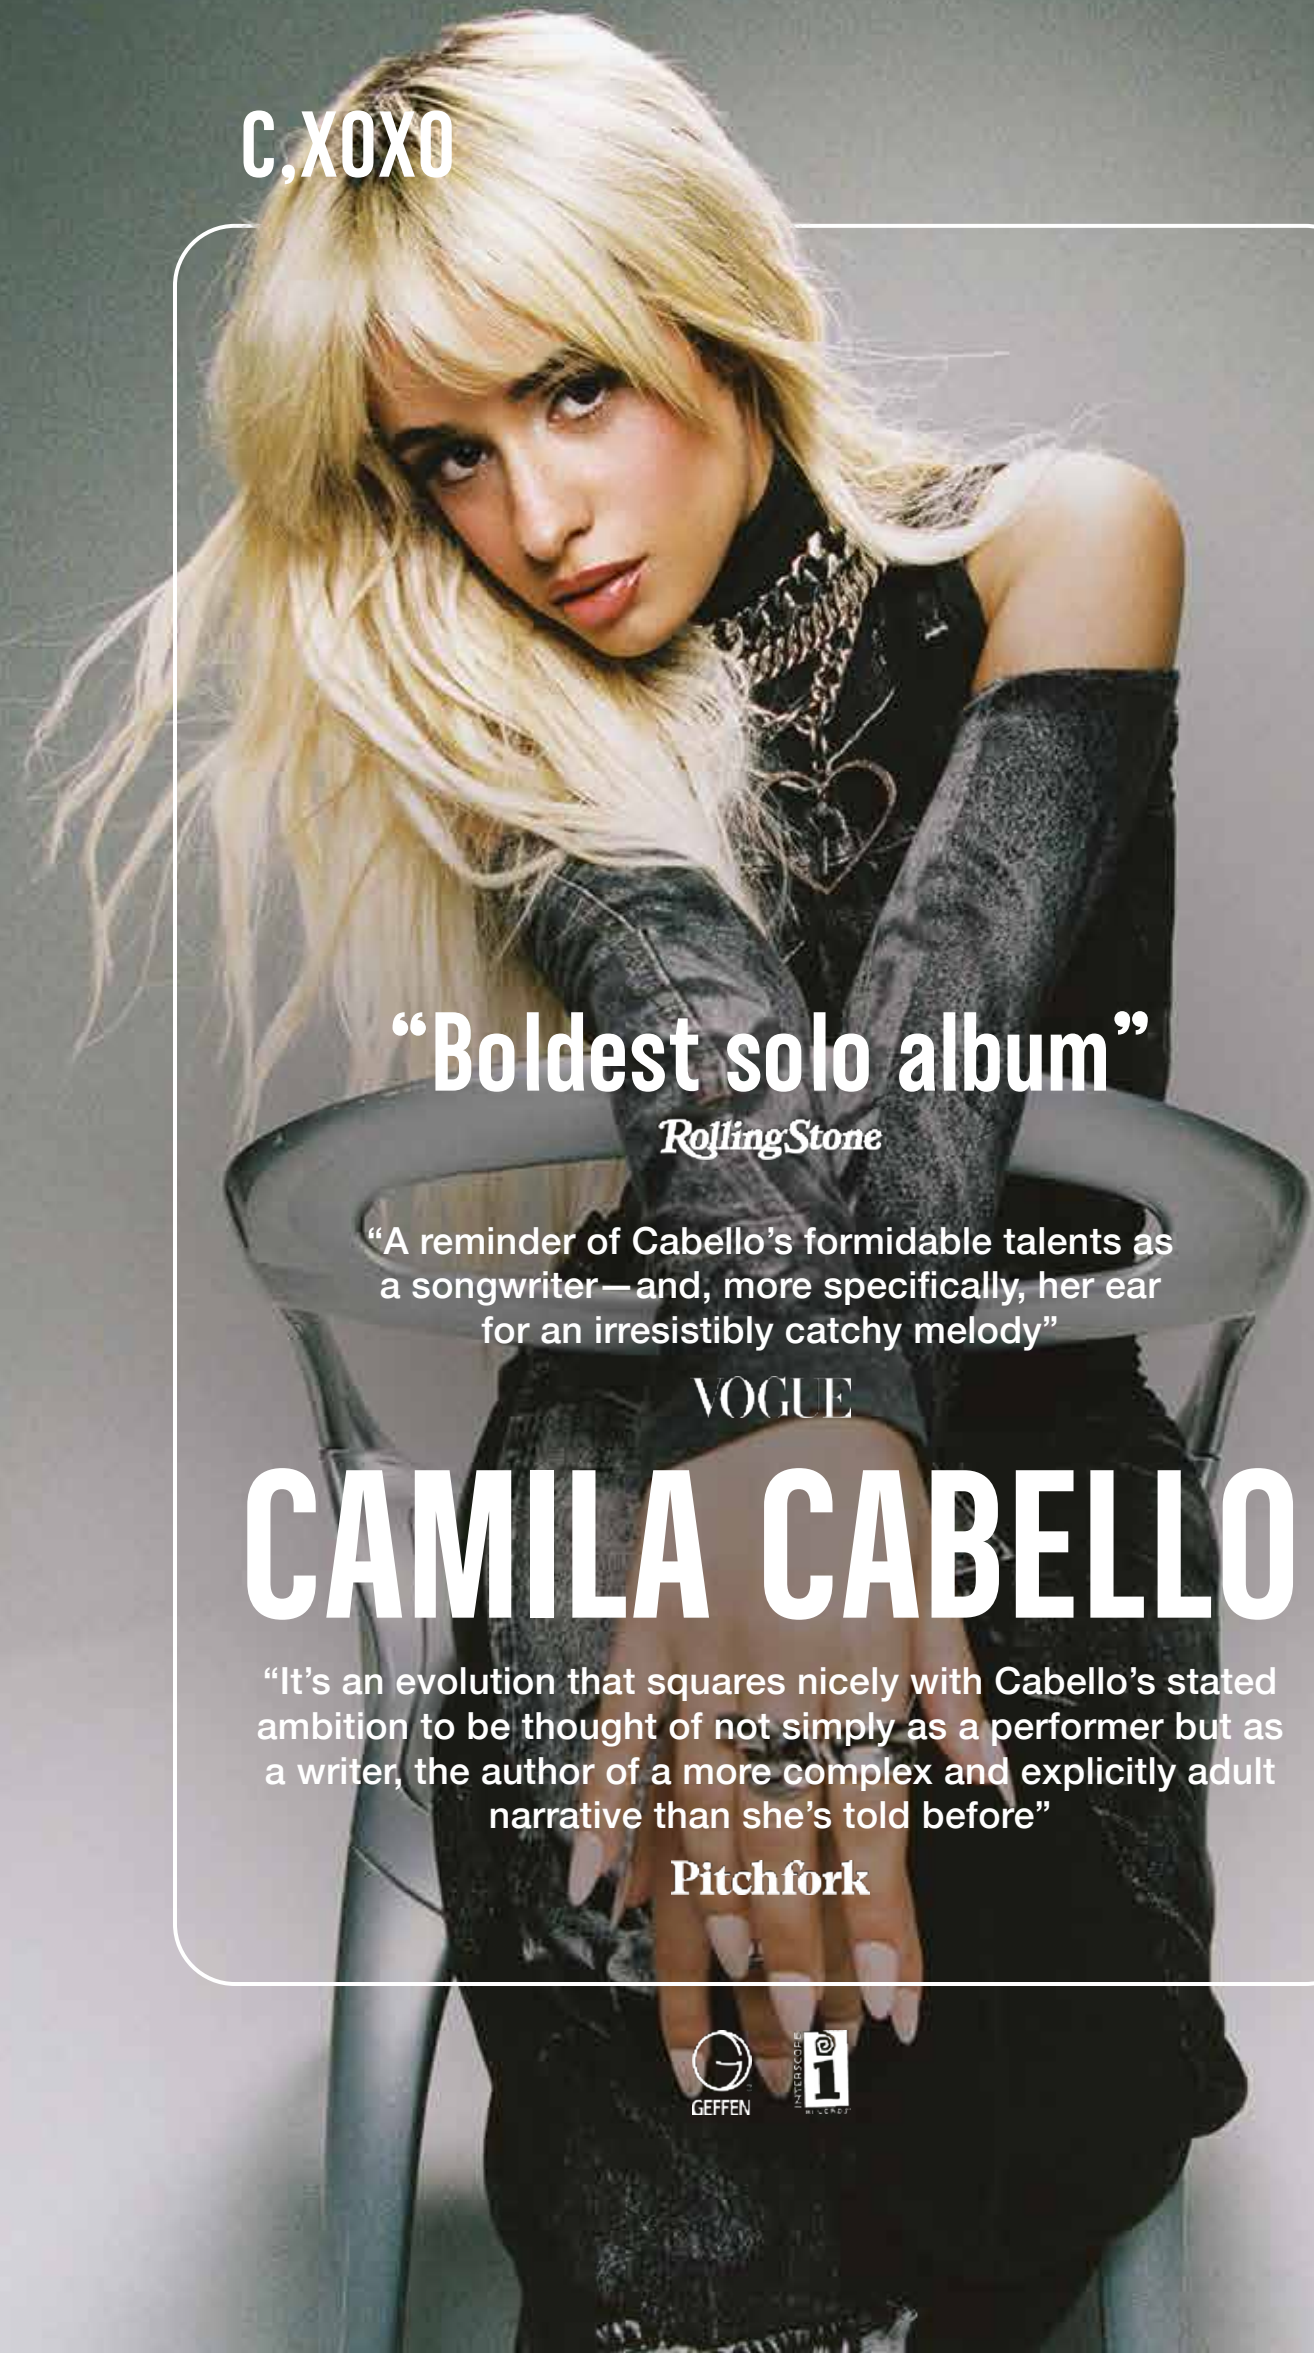 C,XOXO
“Boldest solo album”
RollingStone
“A reminder of Cabello’s formidable talents as
a songwriter—and, more specifically, her ear
for an irresistibly catchy melody”
VOGUE
CAMILA CABELLO
“It’s an evolution that squares nicely with Cabello’s stated
ambition to be thought of not simply as a performer but as
a writer, the author of a more complex and explicitly adult
narrative than she’s told before”
Pitchfork
GEFFEN
INTERSCOPE
i
RECORDS